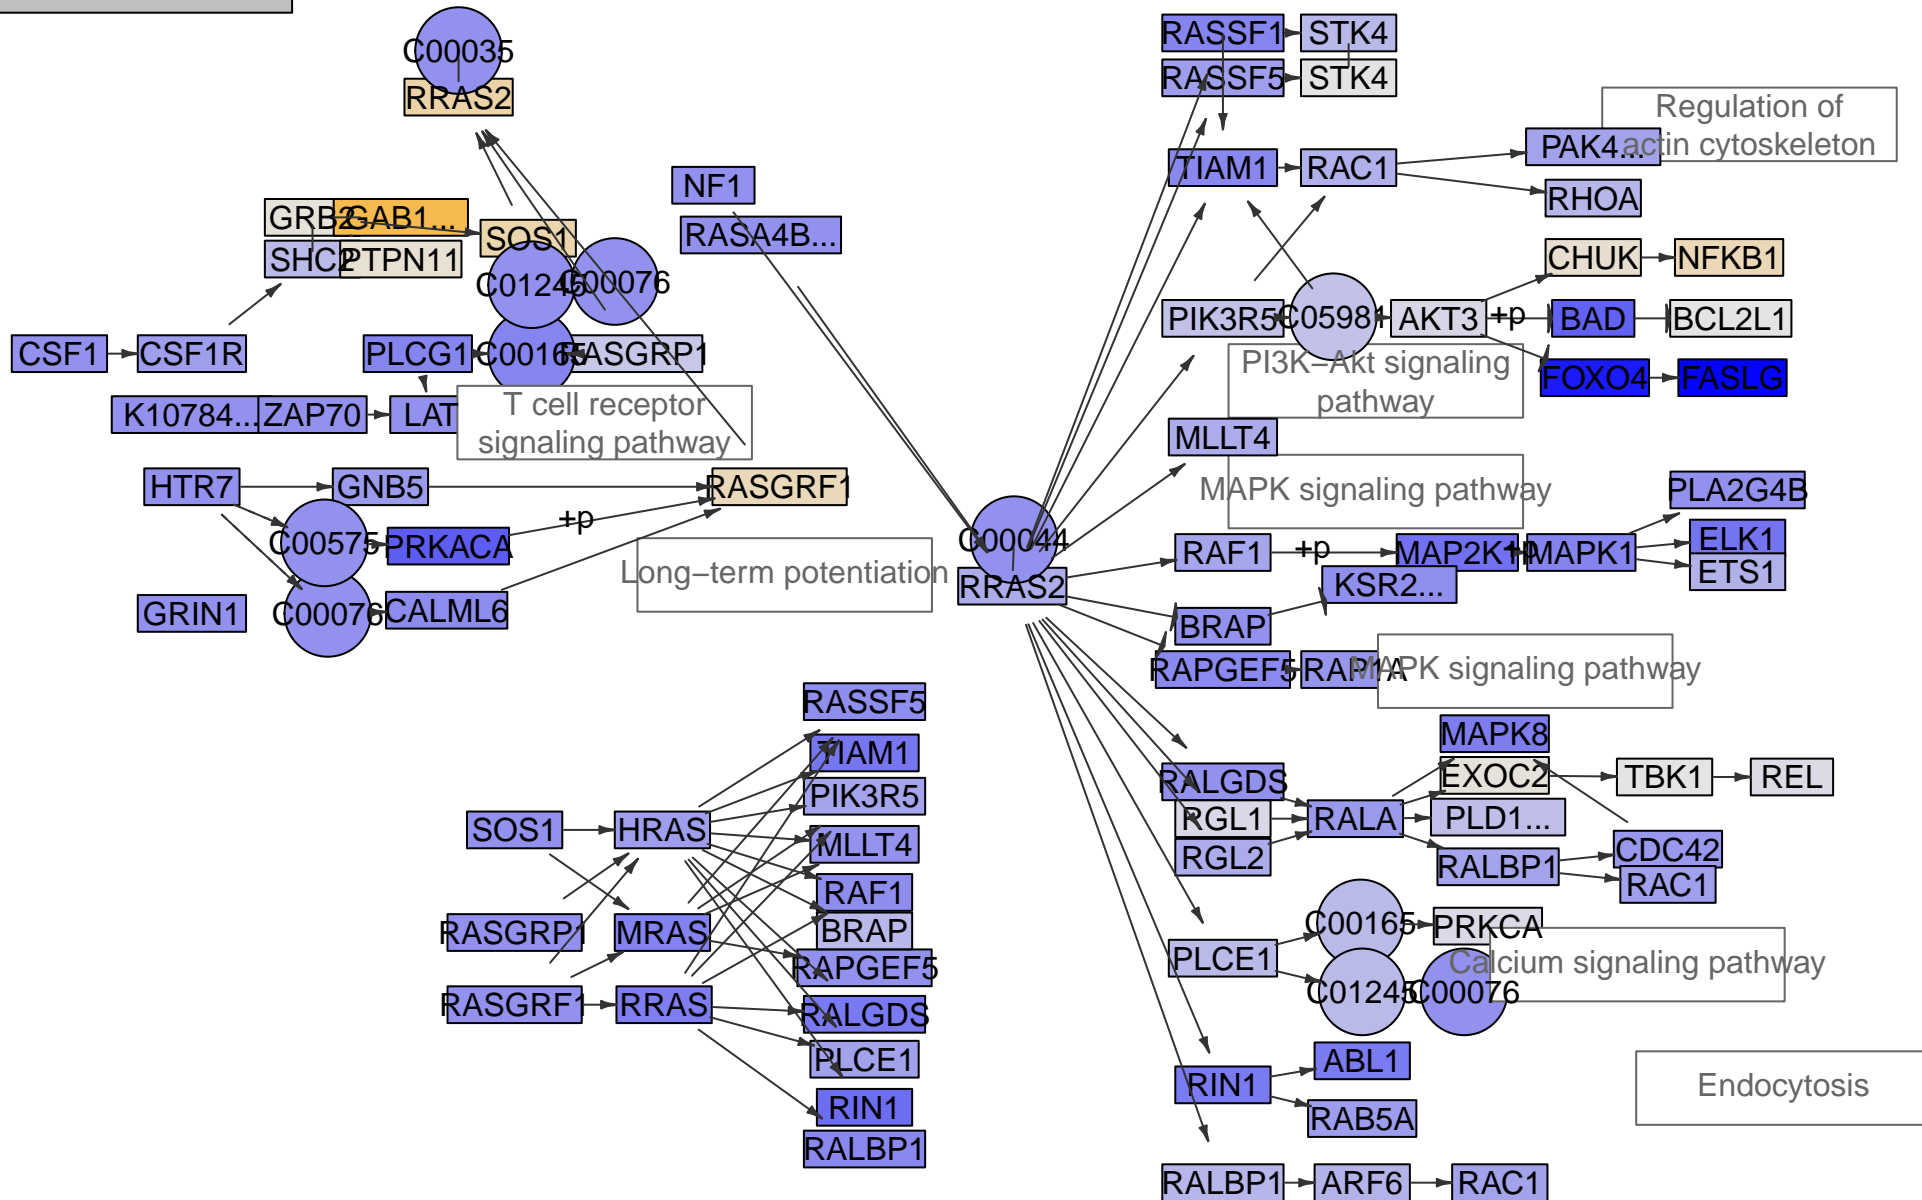 C00035
RRAS2
NF1
RASA4B...
GRB2
GAB1...
SOS1
SHC2
PTPN11
C01245
C00076
CSF1
CSF1R
PLCG1
C00165
RASGRP1
K10784...
ZAP70
LAT
T cell receptor
signaling pathway
HTR7
GNB5
RASGRF1
C00575
PRKACA
+p
GRIN1
C00076
CALML6
Long−term potentiation
C00044
RRAS2
RASSF1
STK4
RASSF5
STK4
Regulation of
actin cytoskeleton
PAK4...
TIAM1
RAC1
RHOA
CHUK
NFKB1
PIK3R5
C05981
AKT3
+p
BAD
BCL2L1
PI3K−Akt signaling
pathway
FOXO4
FASLG
MLLT4
MAPK signaling pathway
PLA2G4B
RAF1
+p
MAP2K1
+p
MAPK1
ELK1
ETS1
KSR2...
BRAP
RAPGEF5
RAP1A
MAPK signaling pathway
MAPK8
RALGDS
EXOC2
TBK1
REL
RGL1
RALA
PLD1...
RGL2
RALBP1
CDC42
RAC1
C00165
PRKCA
PLCE1
Calcium signaling pathway
C01245
C00076
RIN1
ABL1
RAB5A
Endocytosis
RALBP1
ARF6
RAC1
RASSF5
TIAM1
PIK3R5
SOS1
HRAS
MLLT4
RAF1
RASGRP1
MRAS
BRAP
RAPGEF5
RASGRF1
RRAS
RALGDS
PLCE1
RIN1
RALBP1